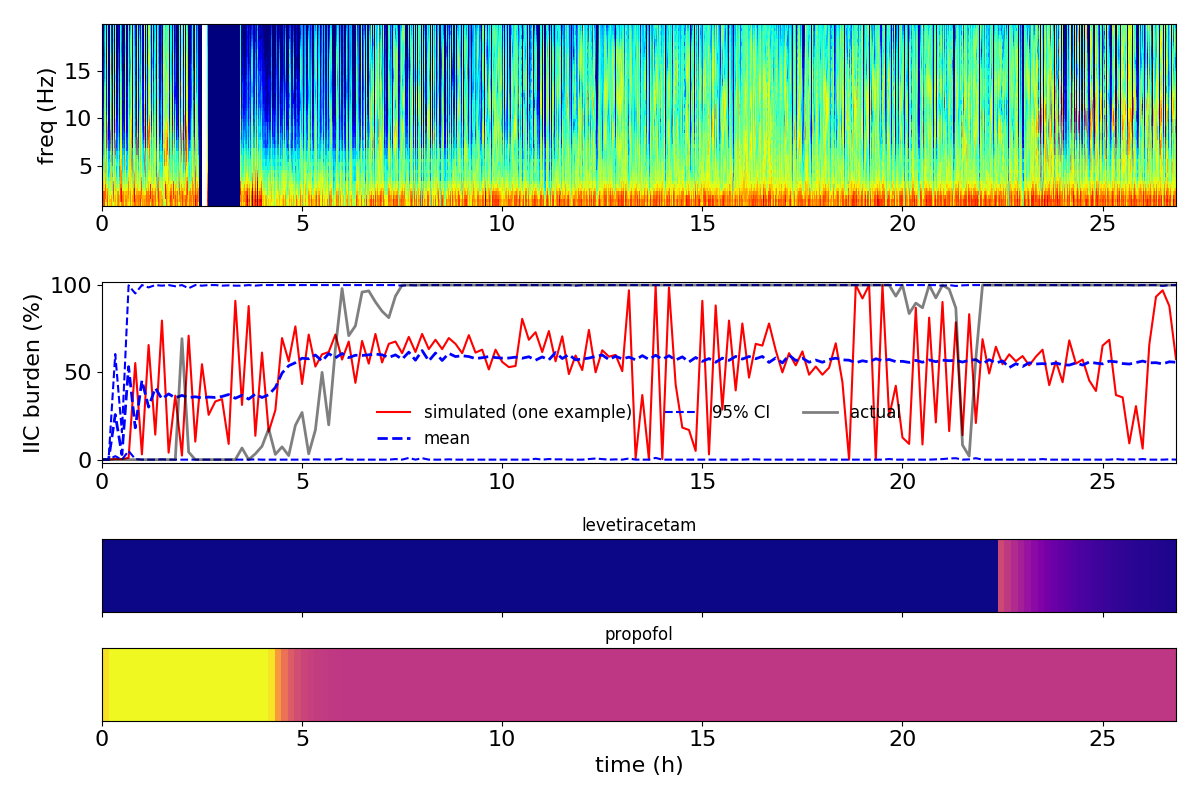 freq (Hz)
15
10
5
0 5 10 15 20 25
IIC burden (%)
100
50
0
simulated (one example) 95% CI actual
mean
0 5 10 15 20 25
levetiracetam
propofol
0 5 10 15 20 25
time (h)